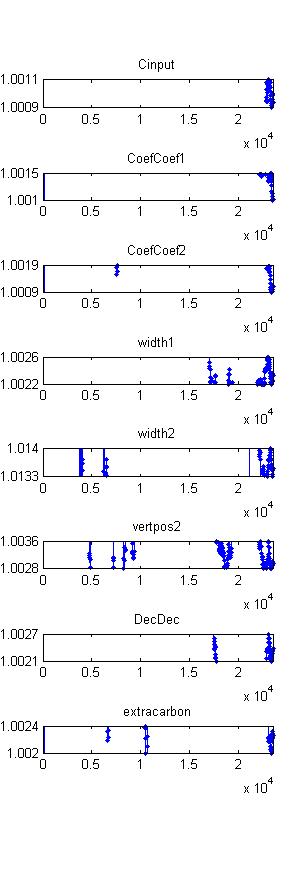 Cinput
1.0011
1.0009
0 0.5 1 1.5 2
x 10^4
CoefCoef1
1.0015
1.001
0 0.5 1 1.5 2
x 10^4
CoefCoef2
1.0019
1.0009
0 0.5 1 1.5 2
x 10^4
width1
1.0026
1.0022
0 0.5 1 1.5 2
x 10^4
width2
1.014
1.0133
0 0.5 1 1.5 2
x 10^4
vertpos2
1.0036
1.0028
0 0.5 1 1.5 2
x 10^4
DecDec
1.0027
1.0021
0 0.5 1 1.5 2
x 10^4
extracarbon
1.0024
1.002
0 0.5 1 1.5 2
x 10^4